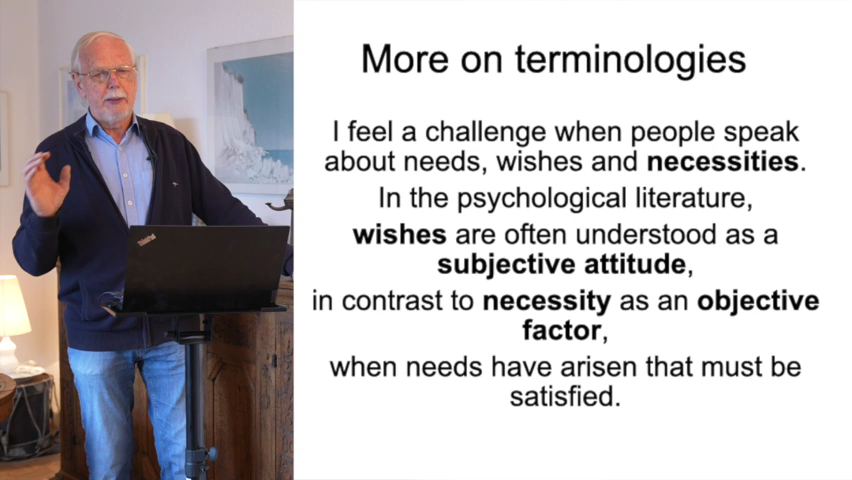 More on terminologies
I feel a challenge when people speak
about needs, wishes and necessities.
In the psychological literature,
wishes are often understood as a
subjective attitude,
in contrast to necessity as an objective
factor,
when needs have arisen that must be
satisfied.
ThinkPad